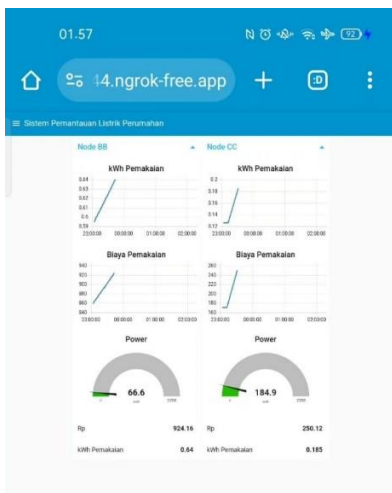 01.57
92
44.ngrok-free.app
:D
Sistem Pemantauan Listrik Perumahan
Node BB
Node CC
kWh Pemakaian
kWh Pemakaian
0.64
0.63
0.62
0.61
0.6
0.59
23:00:00 00:00:00 01:00:00 02:00:00
0.2
0.18
0.16
0.14
0.12
23:00:00 00:00:00 01:00:00 02:00:00
Biaya Pemakaian
Biaya Pemakaian
940
920
900
880
860
840
23:00:00 00:00:00 01:00:00 02:00:00
260
240
220
200
180
160
23:00:00 00:00:00 01:00:00 02:00:00
Power
Power
66.6
184.9
Rp 924.16
Rp 250.12
kWh Pemakaian 0.64
kWh Pemakaian 0.185